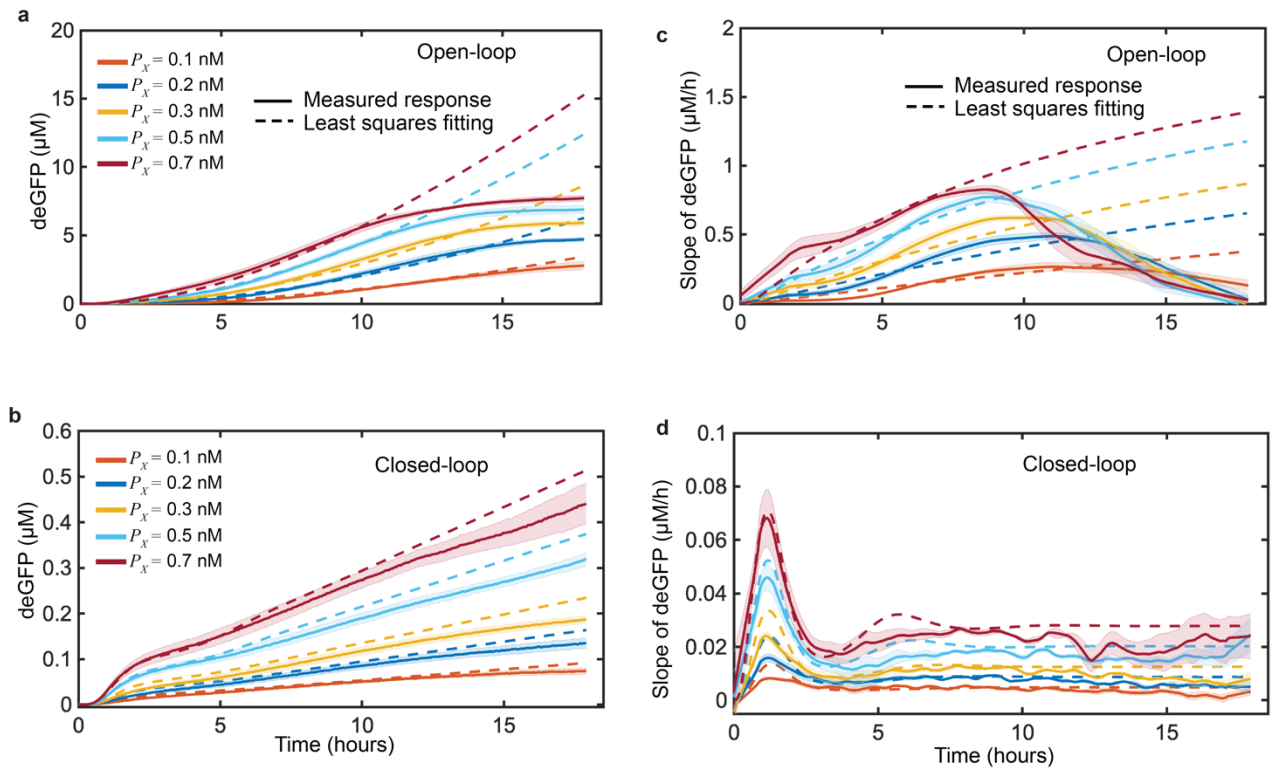 a
20
15
10
5
0
deGFP (µM)
Open-loop
P_X = 0.1 nM
P_X = 0.2 nM
P_X = 0.3 nM
P_X = 0.5 nM
P_X = 0.7 nM
Measured response
Least squares fitting
0 5 10 15
c
2
1.5
1
0.5
0
Slope of deGFP (µM/h)
Open-loop
Measured response
Least squares fitting
0 5 10 15
b
0.6
0.5
0.4
0.3
0.2
0.1
0
deGFP (µM)
Closed-loop
P_X = 0.1 nM
P_X = 0.2 nM
P_X = 0.3 nM
P_X = 0.5 nM
P_X = 0.7 nM
0 5 10 15
Time (hours)
d
0.1
0.08
0.06
0.04
0.02
0
Slope of deGFP (µM/h)
Closed-loop
0 5 10 15
Time (hours)